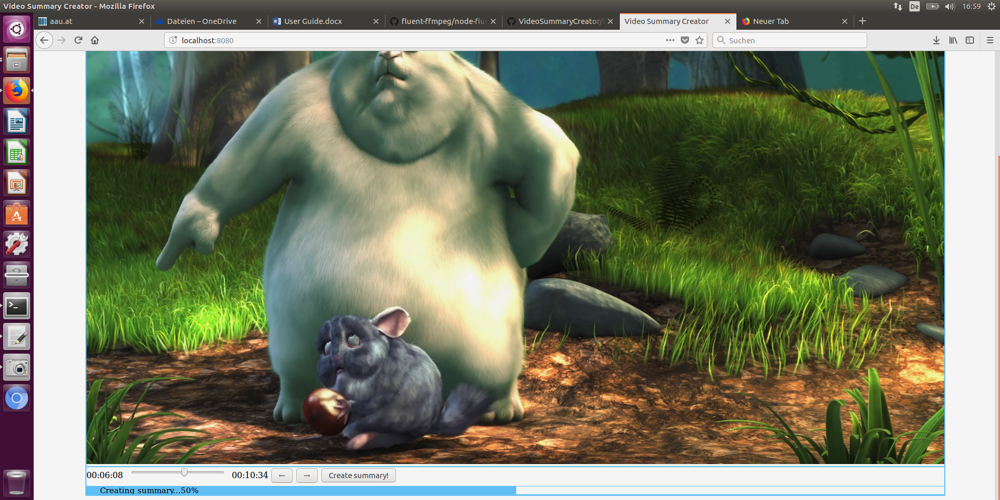 Video Summary Creator - Mozilla Firefox
De
16:59
aau.at
Dateien – OneDrive
User Guide.docx
fluent-ffmpeg/node-flue
VideoSummaryCreator/
Video Summary Creator
Neuer Tab
localhost:8080
Suchen
00:06:08
00:10:34
←
→
Create summary!
Creating summary...50%